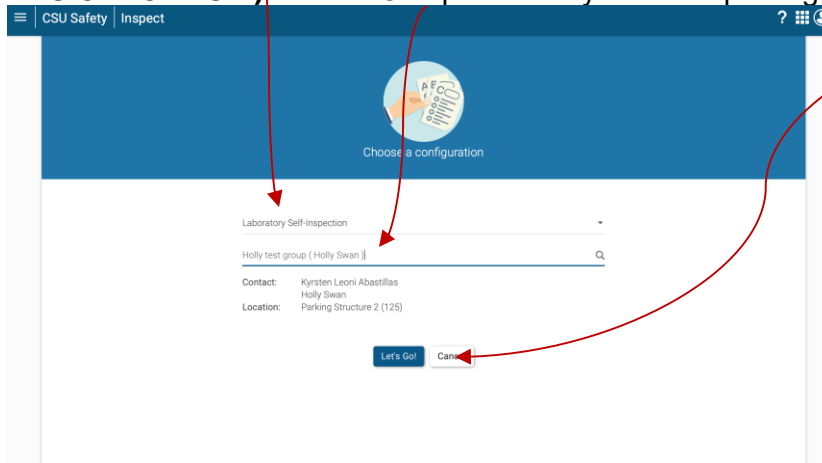 CSU Safety Inspect ?
A B C
Choose a configuration
Laboratory Self-Inspection
Holly test group ( Holly Swan )
Contact: Kyrsten Leoni Abastillas
Holly Swan
Location: Parking Structure 2 (125)
Let's Go!